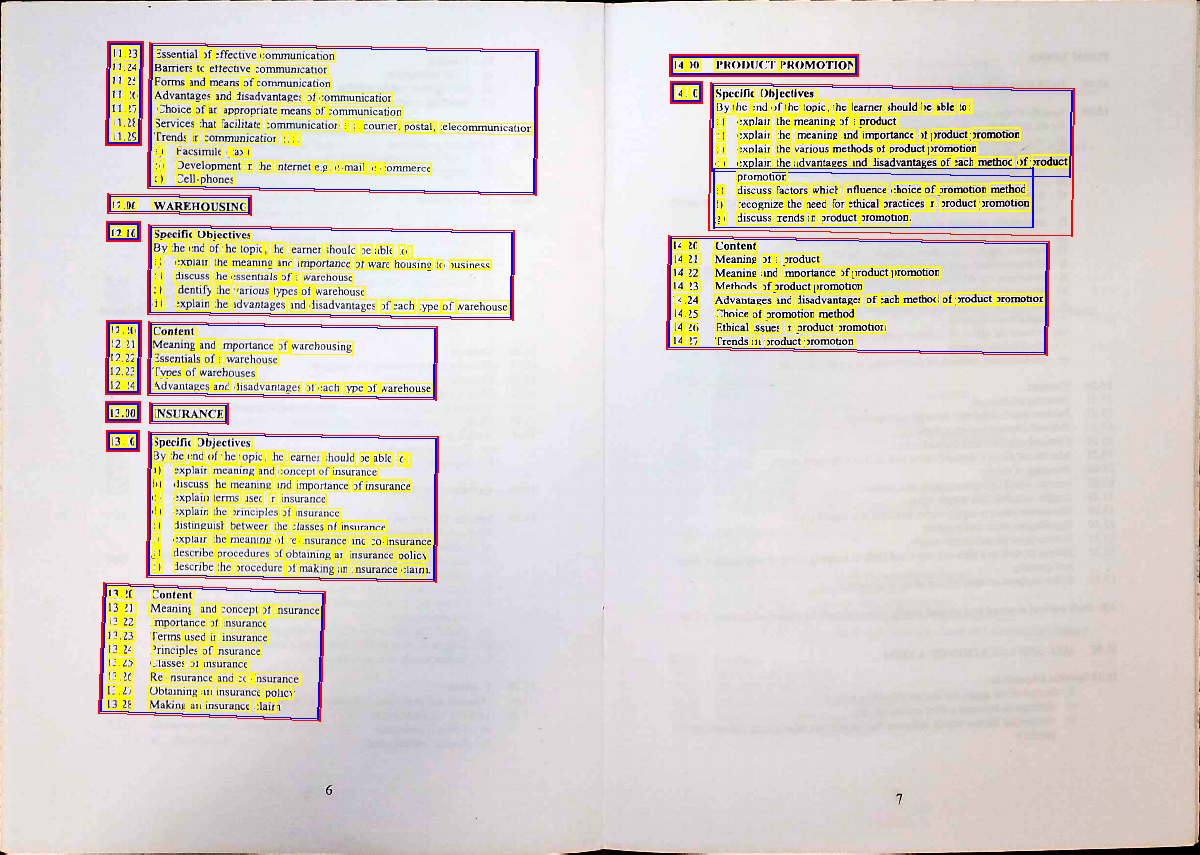 11.23 Essential of effective communication
11.24 Barriers to effective communication
11.25 Forms and means of communication
11.26 Advantages and disadvantages of communication
11.27 Choice of an appropriate means of communication
11.28 Services that facilitate communication courier, postal, telecommunication
11.29 Trends in communication
Facsimile (fax)
Development in the internet e.g. e-mail e-commerce
Cell-phones
12.00 WAREHOUSING
12.10 Specific Objectives
By the end of the topic, the learner should be able to:
explain the meaning and importance of ware housing to business
discuss the essentials of a warehouse
identify the various types of warehouse
explain the advantages and disadvantages of each type of warehouse
12.20 Content
12.21 Meaning and importance of warehousing
12.22 Essentials of a warehouse
12.23 Types of warehouses
12.24 Advantages and disadvantages of each type of warehouse
13.00 INSURANCE
13.10 Specific Objectives
By the end of the topic, the learner should be able to:
a) explain meaning and concept of insurance
b) discuss the meaning and importance of insurance
c) explain terms used in insurance
d) explain the principles of insurance
e) distinguish between the classes of insurance
f) explain the meaning of re-insurance and co-insurance
g) describe procedures of obtaining an insurance policy
h) describe the procedure of making an insurance claim.
13.20 Content
13.21 Meaning and concept of insurance
13.22 Importance of insurance
13.23 Terms used in insurance
13.24 Principles of insurance
13.25 Classes of insurance
13.26 Re-insurance and co-insurance
13.27 Obtaining an insurance policy
13.28 Making an insurance claim
6
14.00 PRODUCT PROMOTION
14.10 Specific Objectives
By the end of the topic, the learner should be able to:
a) explain the meaning of a product
b) explain the meaning and importance of product promotion
c) explain the various methods of product promotion
d) explain the advantages and disadvantages of each method of product
promotion
e) discuss factors which influence choice of promotion method
f) recognize the need for ethical practices in product promotion
g) discuss trends in product promotion.
14.20 Content
14.21 Meaning of a product
14.22 Meaning and importance of product promotion
14.23 Methods of product promotion
14.24 Advantages and disadvantages of each method of product promotion
14.25 Choice of promotion method
14.26 Ethical issues in product promotion
14.27 Trends in product promotion
7